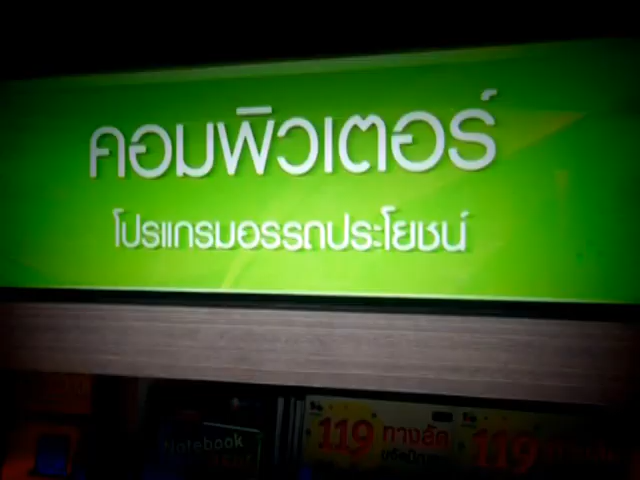 คอมพิวเตอร์
โปรแกรมอรรถประโยชน์
Notebook
119 ทางลัด
119